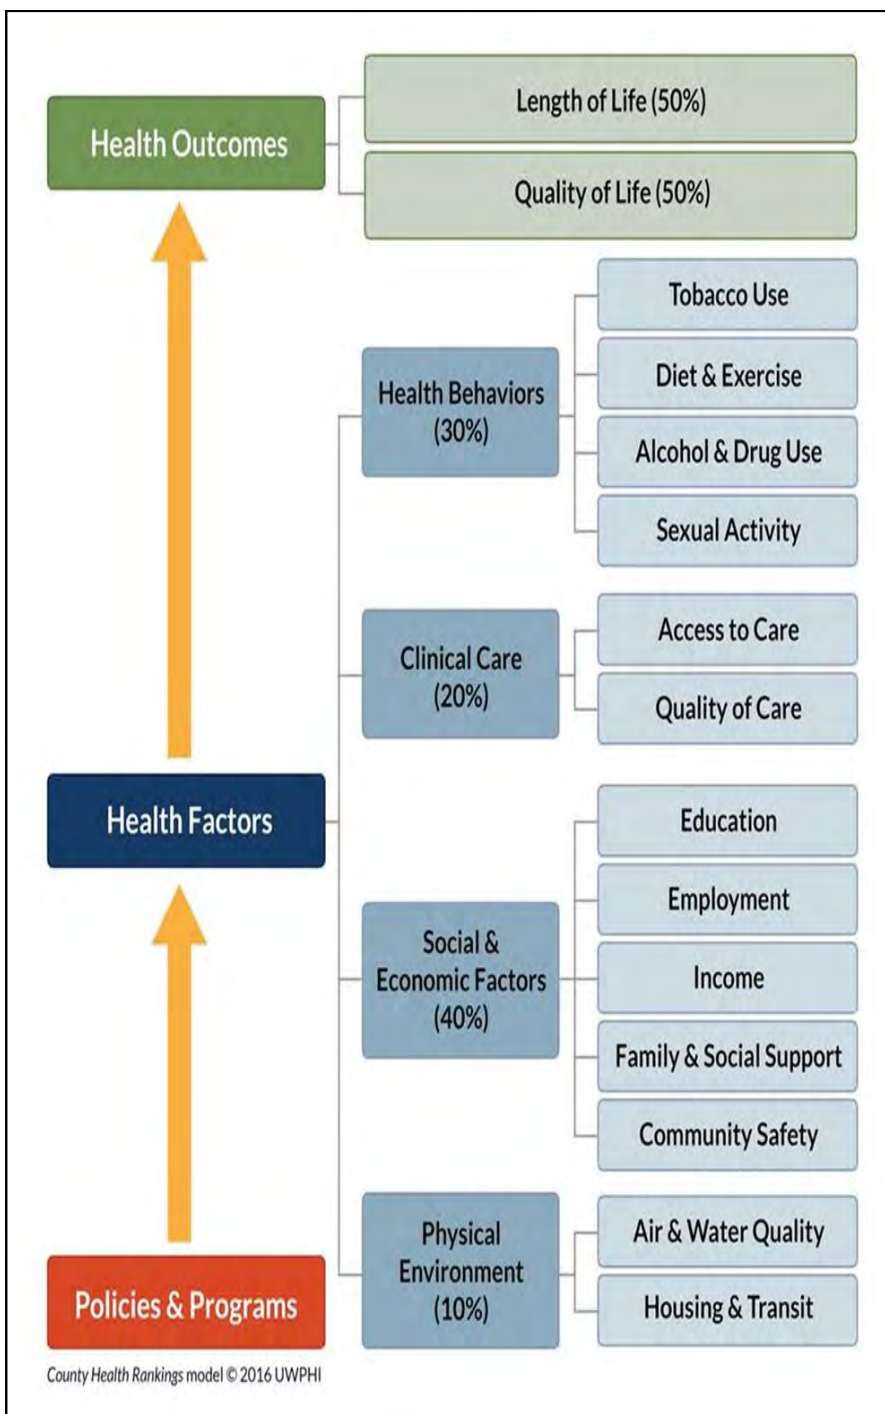 Health Outcomes
Length of Life (50%)
Quality of Life (50%)
Health Behaviors
(30%)
Tobacco Use
Diet & Exercise
Alcohol & Drug Use
Sexual Activity
Clinical Care
(20%)
Access to Care
Quality of Care
Health Factors
Social &
Economic Factors
(40%)
Education
Employment
Income
Family & Social Support
Community Safety
Physical
Environment
(10%)
Air & Water Quality
Housing & Transit
Policies & Programs
County Health Rankings model © 2016 UWPHI